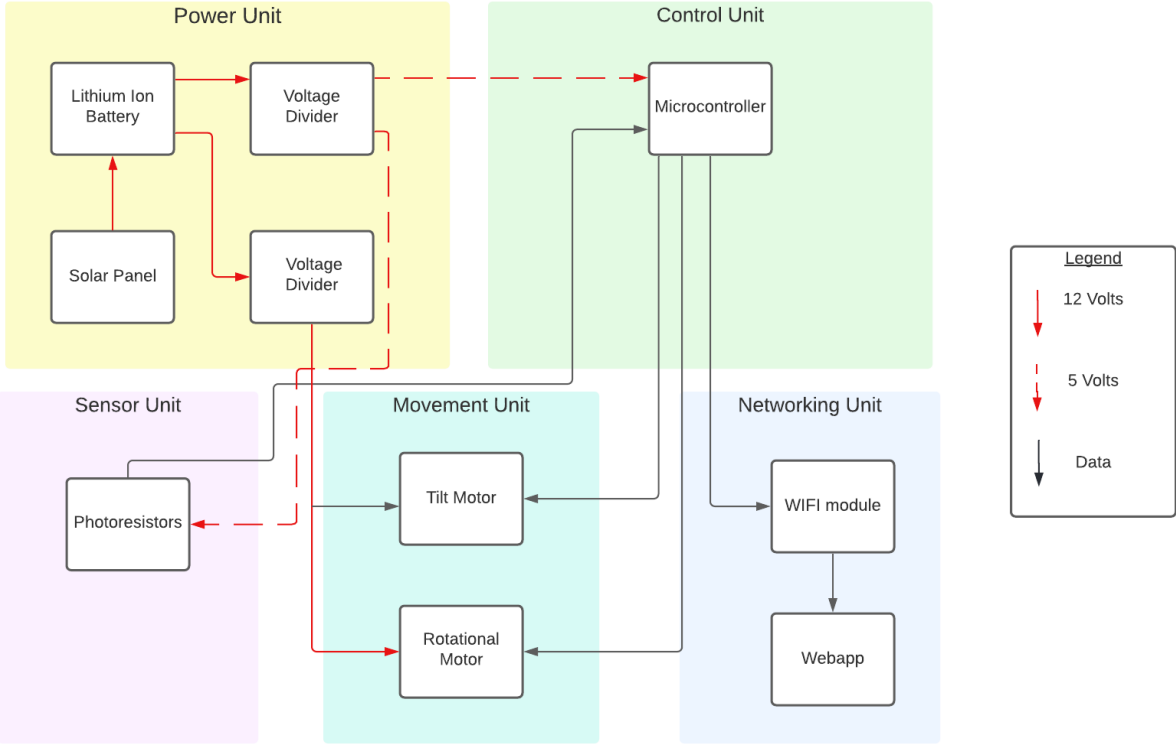 Power Unit
Lithium Ion
Battery
Voltage
Divider
Solar Panel
Voltage
Divider
Control Unit
Microcontroller
Sensor Unit
Photoresistors
Movement Unit
Tilt Motor
Rotational
Motor
Networking Unit
WIFI module
Webapp
Legend
12 Volts
5 Volts
Data